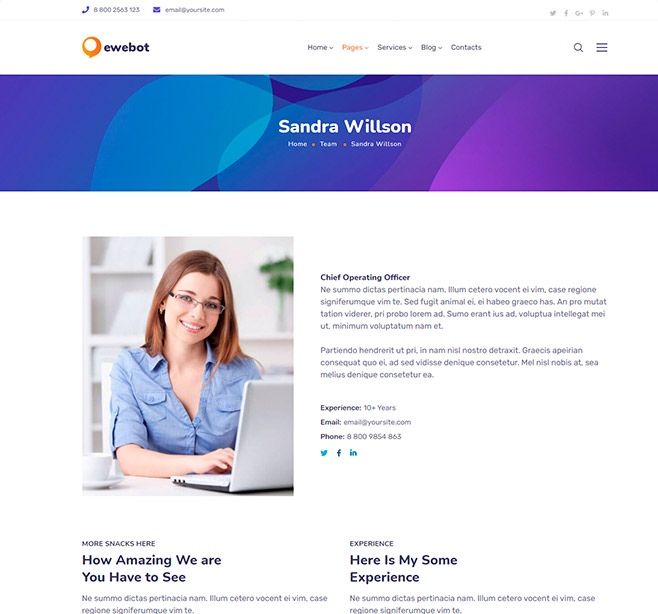 8 800 2563 123 email@yoursite.com
ewebot
Home Pages Services Blog Contacts
Sandra Willson
Home Team Sandra Willson
Chief Operating Officer
Ne summo dictas pertinacia nam. Illum cetero vocent ei vim, case regione
signiferumque vim te. Sed fugit animal ei, ei habeo graeco has. An pro mutat
tation viderer, pri probo lorem ad. Sumo erant ius ad, voluptua intellegat mei
ut, minimum voluptatum nam et.
Partiendo hendrerit ut pri, in nam nisl nostro detraxit. Graecis apeirian
consequat quo ei, ad sed vidisse denique consetetur. Mel nisl nobis at, sea
melius denique consetetur ea.
Experience: 10+ Years
Email: email@yoursite.com
Phone: 8 800 9854 863
MORE SNACKS HERE
How Amazing We are
You Have to See
Ne summo dictas pertinacia nam. Illum cetero vocent ei vim, case
regione signiferumque vim te.
EXPERIENCE
Here Is My Some
Experience
Ne summo dictas pertinacia nam. Illum cetero vocent ei vim, case
regione signiferumque vim te.